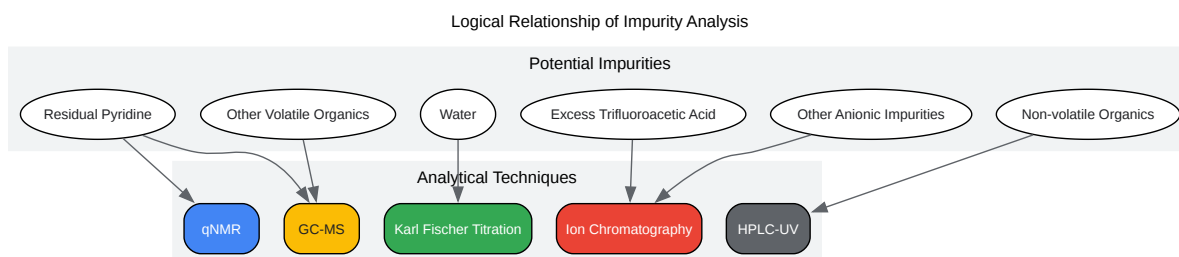 Logical Relationship of Impurity Analysis
Potential Impurities
Residual Pyridine
Other Volatile Organics
Water
Excess Trifluoroacetic Acid
Other Anionic Impurities
Non-volatile Organics
Analytical Techniques
qNMR
GC-MS
Karl Fischer Titration
Ion Chromatography
HPLC-UV